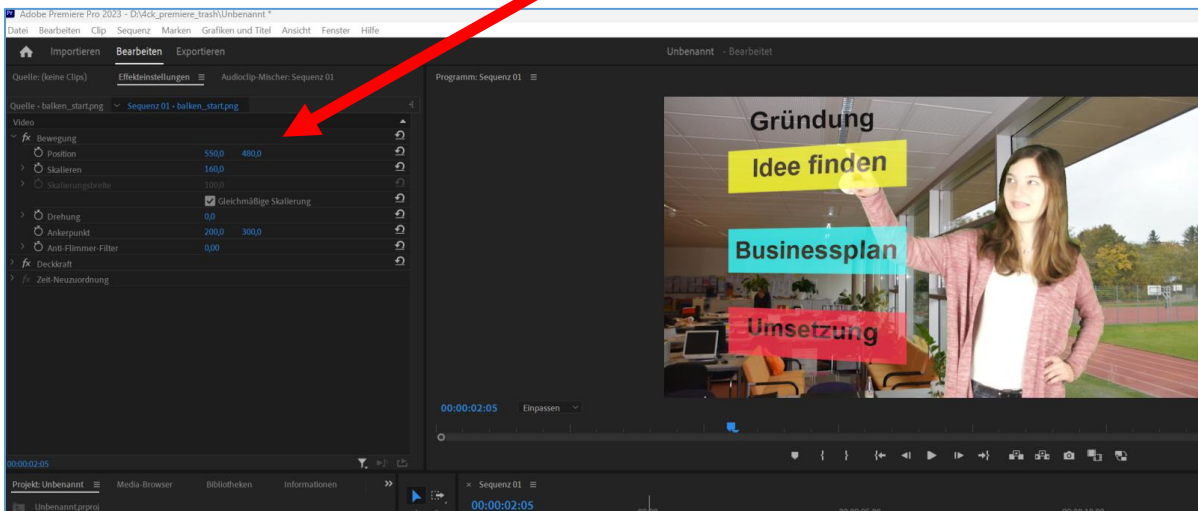 Pr Adobe Premiere Pro 2023 - D:\4ck_premiere_trash\Unbenannt *
Datei Bearbeiten Clip Sequenz Marken Grafiken und Titel Ansicht Fenster Hilfe
Importieren Bearbeiten Exportieren Unbenannt - Bearbeitet
Quelle: (keine Clips) Effekteinstellungen Audioclip-Mischer: Sequenz 01 Programm: Sequenz 01
Quelle • balken_start.png Sequenz 01 • balken_start.png
Video
fx Bewegung
Position 550,0 480,0
Skalieren 160,0
Skalierungsbreite 100,0
Gleichmäßige Skalierung
Drehung 0,0
Ankerpunkt 200,0 300,0
Anti-Flimmer-Filter 0,00
fx Deckkraft
fx Zeit-Neuzuordnung
Gründung
Idee finden
Businessplan
Umsetzung
00:00:02:05 Einpassen
00:00:02:05
Projekt: Unbenannt Media-Browser Bibliotheken Informationen
Unbenannt.prproj
× Sequenz 01
00:00:02:05